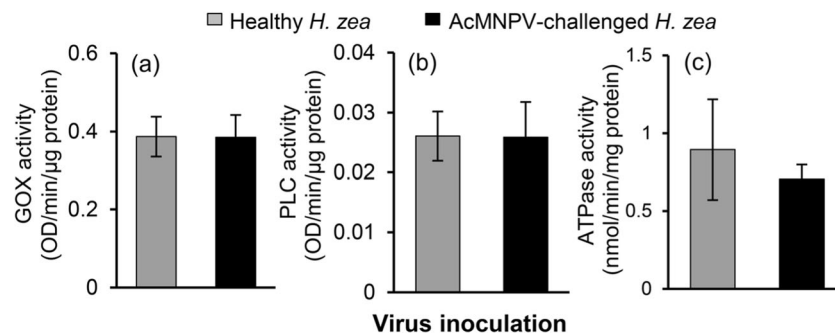 Healthy H. zea
AcMNPV-challenged H. zea
(a)
GOX activity
(OD/min/μg protein)
0.6
0.4
0.2
0
(b)
PLC activity
(OD/min/μg protein)
0.04
0.03
0.02
0.01
0.00
(c)
ATPase activity
(nmol/min/mg protein)
1.5
1
0.5
0
Virus inoculation